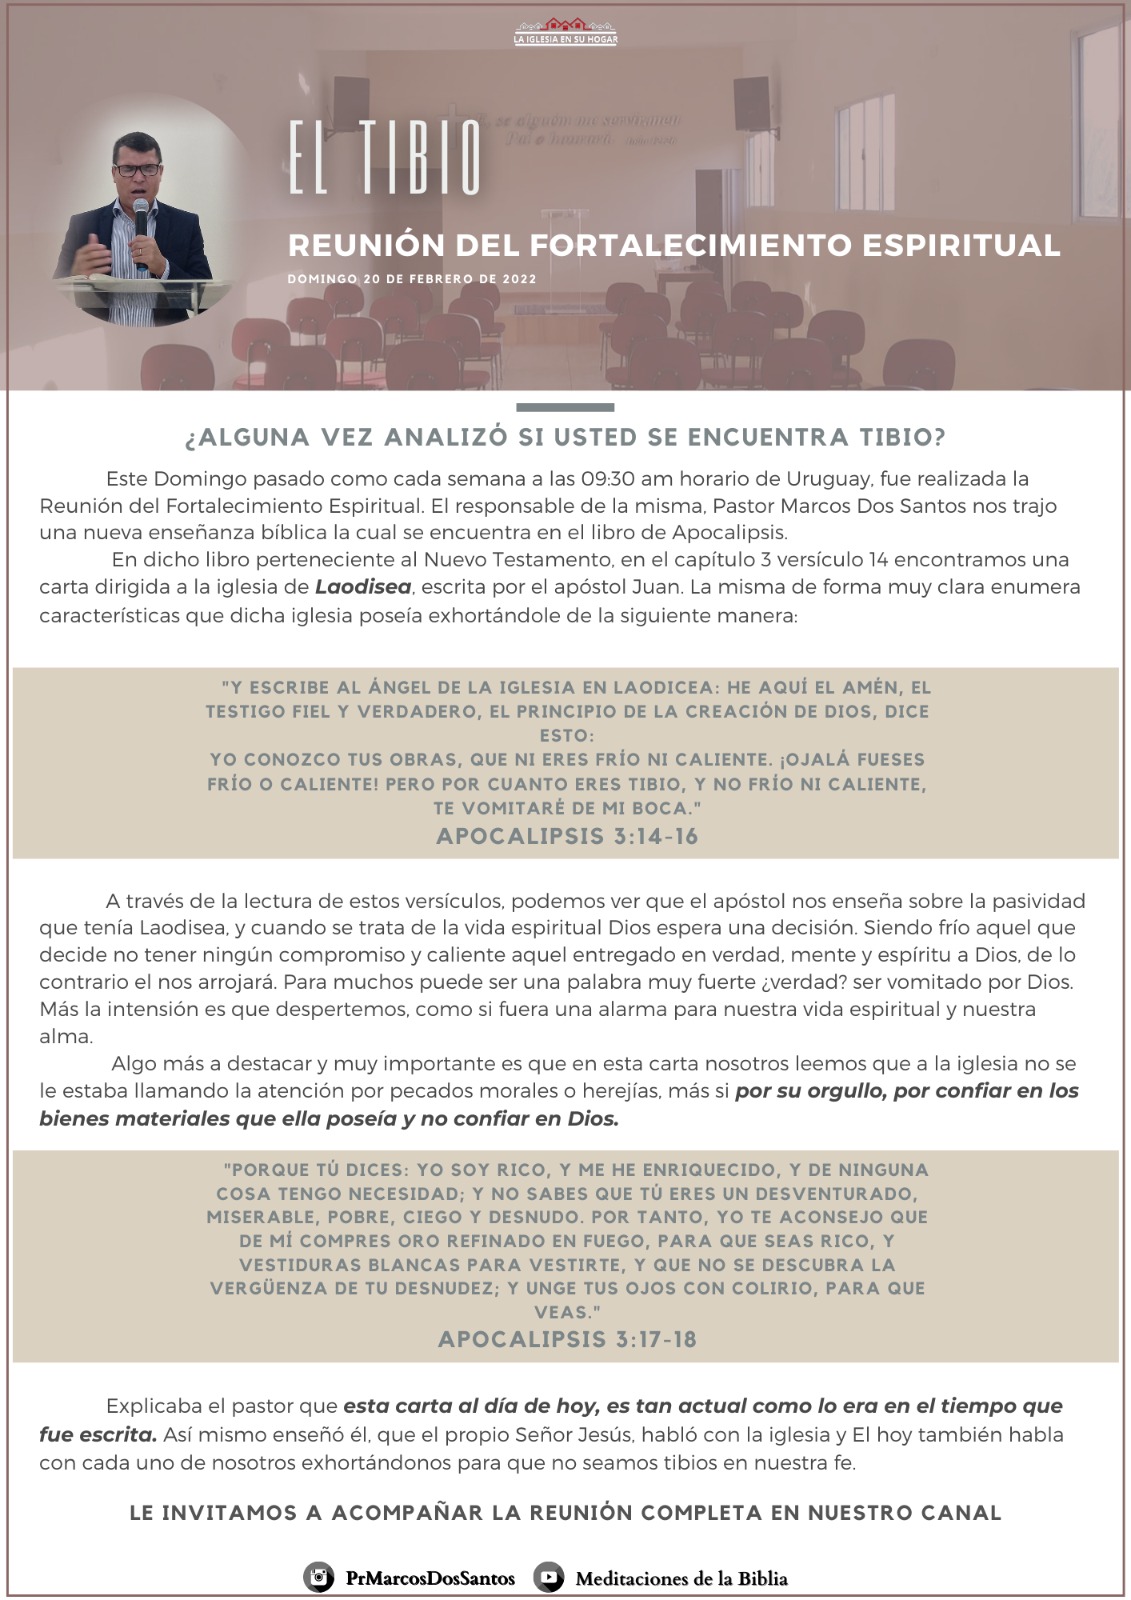 LA IGLESIA EN SU HOGAR
se alguém me serviemigo
Pai o honrará
EL TIBIO
REUNIÓN DEL FORTALECIMIENTO ESPIRITUAL
DOMINGO 20 DE FEBRERO DE 2022
¿ALGUNA VEZ ANALIZÓ SI USTED SE ENCUENTRA TIBIO?
Este Domingo pasado como cada semana a las 09:30 am horario de Uruguay, fue realizada la
Reunión del Fortalecimiento Espiritual. El responsable de la misma, Pastor Marcos Dos Santos nos trajo
una nueva enseñanza bíblica la cual se encuentra en el libro de Apocalipsis.
En dicho libro perteneciente al Nuevo Testamento, en el capítulo 3 versículo 14 encontramos una
carta dirigida a la iglesia de Laodisea, escrita por el apóstol Juan. La misma de forma muy clara enumera
características que dicha iglesia poseía exhortándole de la siguiente manera:
"Y ESCRIBE AL ÁNGEL DE LA IGLESIA EN LAODICEA: HE AQUÍ EL AMÉN, EL
TESTIGO FIEL Y VERDADERO, EL PRINCIPIO DE LA CREACIÓN DE DIOS, DICE
ESTO:
YO CONOZCO TUS OBRAS, QUE NI ERES FRÍO NI CALIENTE. ¡OJALÁ FUESES
FRÍO O CALIENTE! PERO POR CUANTO ERES TIBIO, Y NO FRÍO NI CALIENTE,
TE VOMITARÉ DE MI BOCA."
APOCALIPSIS 3:14-16
A través de la lectura de estos versículos, podemos ver que el apóstol nos enseña sobre la pasividad
que tenía Laodisea, y cuando se trata de la vida espiritual Dios espera una decisión. Siendo frío aquel que
decide no tener ningún compromiso y caliente aquel entregado en verdad, mente y espíritu a Dios, de lo
contrario el nos arrojará. Para muchos puede ser una palabra muy fuerte ¿verdad? ser vomitado por Dios.
Más la intensión es que despertemos, como si fuera una alarma para nuestra vida espiritual y nuestra
alma.
Algo más a destacar y muy importante es que en esta carta nosotros leemos que a la iglesia no se
le estaba llamando la atención por pecados morales o herejías, más si por su orgullo, por confiar en los
bienes materiales que ella poseía y no confiar en Dios.
"PORQUE TÚ DICES: YO SOY RICO, Y ME HE ENRIQUECIDO, Y DE NINGUNA
COSA TENGO NECESIDAD; Y NO SABES QUE TÚ ERES UN DESVENTURADO,
MISERABLE, POBRE, CIEGO Y DESNUDO. POR TANTO, YO TE ACONSEJO QUE
DE MÍ COMPRES ORO REFINADO EN FUEGO, PARA QUE SEAS RICO, Y
VESTIDURAS BLANCAS PARA VESTIRTE, Y QUE NO SE DESCUBRA LA
VERGÜENZA DE TU DESNUDEZ; Y UNGE TUS OJOS CON COLIRIO, PARA QUE
VEAS."
APOCALIPSIS 3:17-18
Explicaba el pastor que esta carta al día de hoy, es tan actual como lo era en el tiempo que
fue escrita. Así mismo enseñó él, que el propio Señor Jesús, habló con la iglesia y El hoy también habla
con cada uno de nosotros exhortándonos para que no seamos tibios en nuestra fe.
LE INVITAMOS A ACOMPAÑAR LA REUNIÓN COMPLETA EN NUESTRO CANAL
PrMarcosDosSantos
Meditaciones de la Biblia